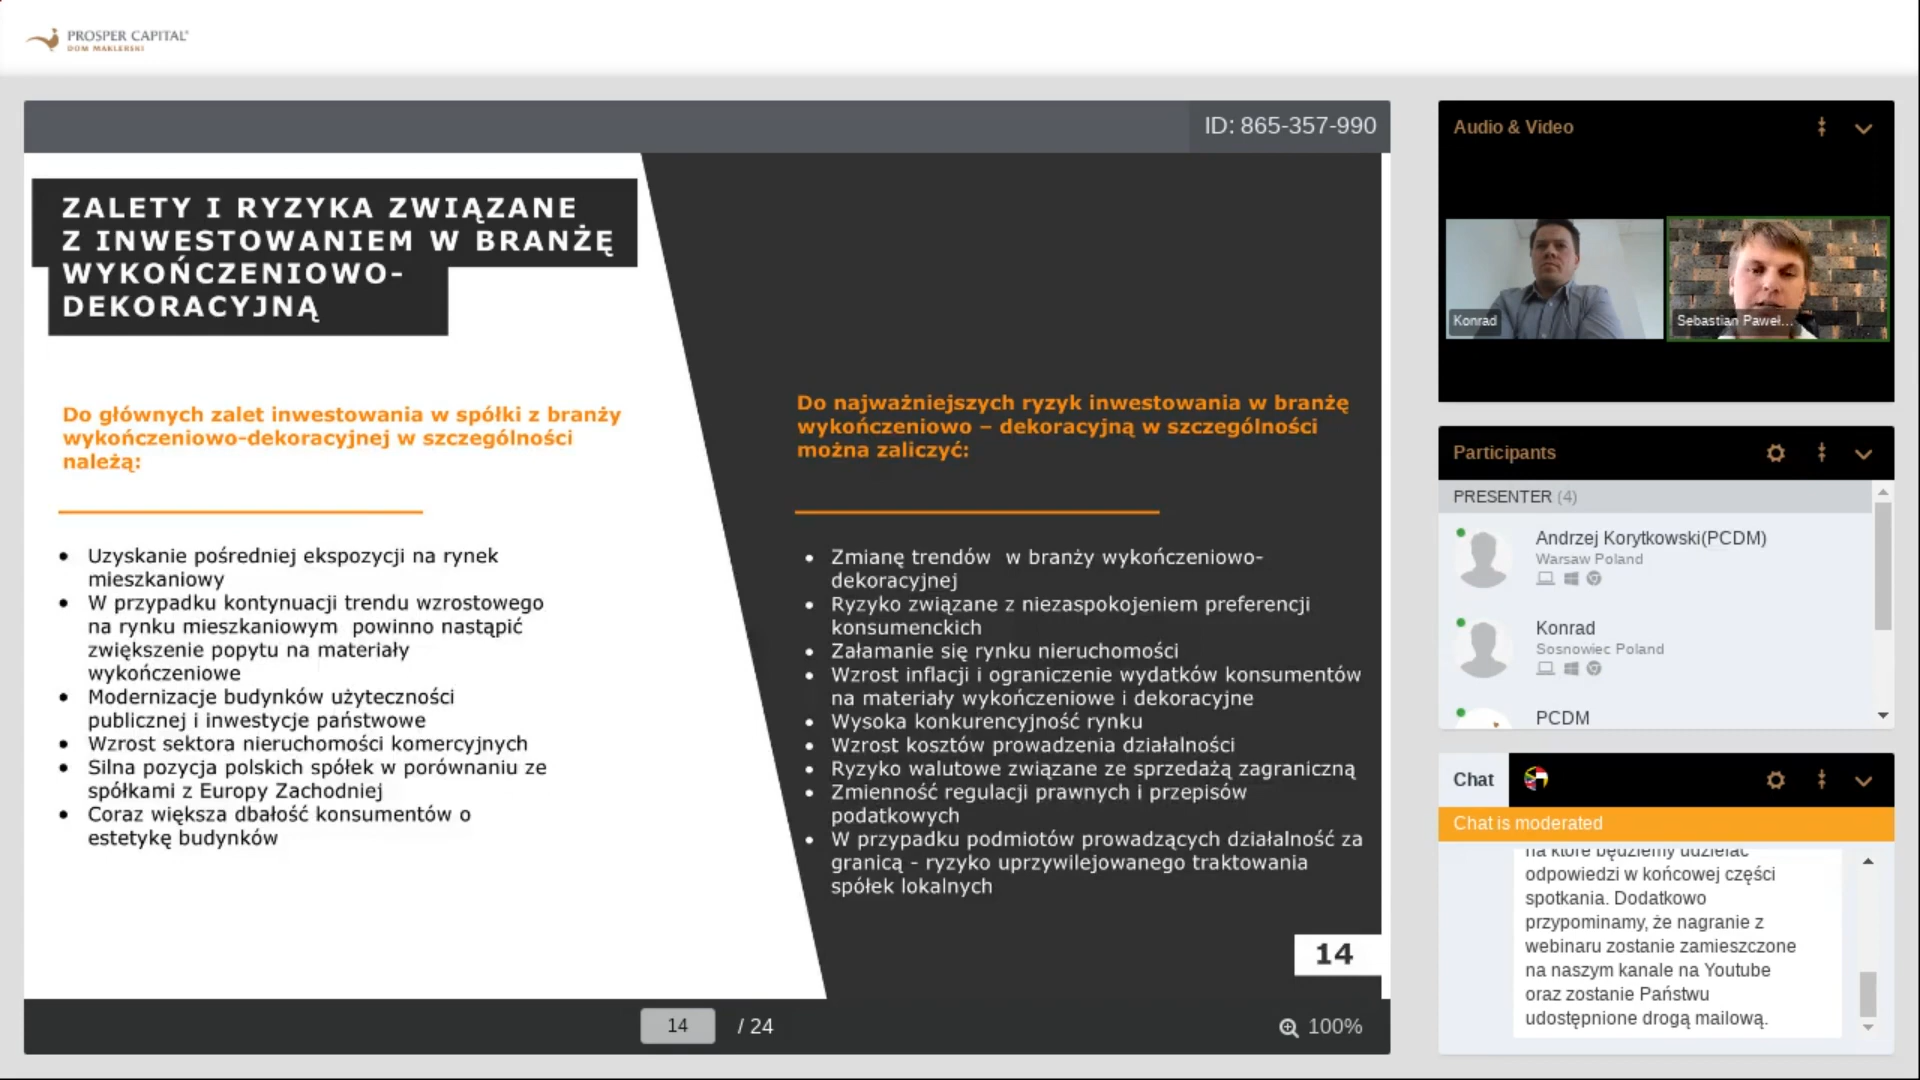 PROSPER CAPITAL
DOM MAKLERSKI
ID: 865-357-990
ZALETY I RYZYKA ZWIĄZANE
Z INWESTOWANIEM W BRANŻĘ
WYKOŃCZENIOWO-
DEKORACYJNĄ
Do głównych zalet inwestowania w spółki z branży
wykończeniowo-dekoracyjnej w szczególności
należą:
• Uzyskanie pośredniej ekspozycji na rynek
mieszkaniowy
• W przypadku kontynuacji trendu wzrostowego
na rynku mieszkaniowym powinno nastąpić
zwiększenie popytu na materiały
wykończeniowe
• Modernizacje budynków użyteczności
publicznej i inwestycje państwowe
• Wzrost sektora nieruchomości komercyjnych
• Silna pozycja polskich spółek w porównaniu ze
spółkami z Europy Zachodniej
• Coraz większa dbałość konsumentów o
estetykę budynków
Do najważniejszych ryzyk inwestowania w branżę
wykończeniowo – dekoracyjną w szczególności
można zaliczyć:
• Zmianę trendów w branży wykończeniowo-
dekoracyjnej
• Ryzyko związane z niezaspokojeniem preferencji
konsumenckich
• Załamanie się rynku nieruchomości
• Wzrost inflacji i ograniczenie wydatków konsumentów
na materiały wykończeniowe i dekoracyjne
• Wysoka konkurencyjność rynku
• Wzrost kosztów prowadzenia działalności
• Ryzyko walutowe związane ze sprzedażą zagraniczną
• Zmienność regulacji prawnych i przepisów
podatkowych
• W przypadku podmiotów prowadzących działalność za
granicą - ryzyko uprzywilejowanego traktowania
spółek lokalnych
14
14 / 24
100%
Audio & Video
Konrad
Sebastian Paweł...
Participants
PRESENTER (4)
Andrzej Korytkowski(PCDM)
Warsaw Poland
Konrad
Sosnowiec Poland
PCDM
Chat
Chat is moderated
na które będziemy udzielać
odpowiedzi w końcowej części
spotkania. Dodatkowo
przypominamy, że nagranie z
webinaru zostanie zamieszczone
na naszym kanale na Youtube
oraz zostanie Państwu
udostępnione drogą mailową.